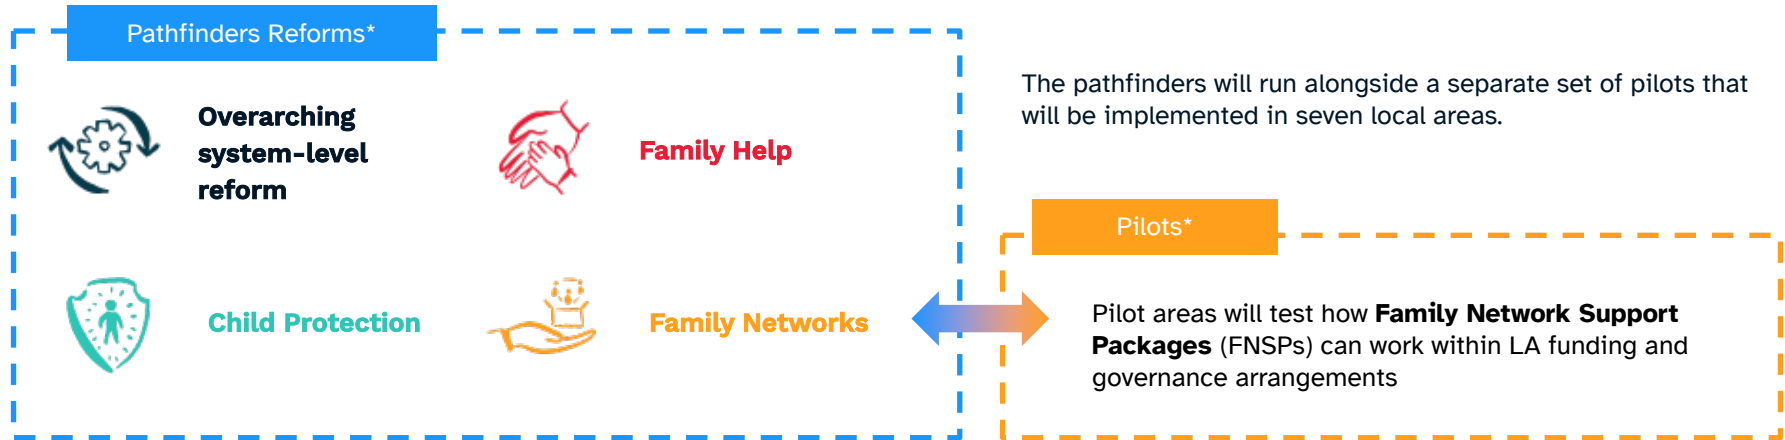 Pathfinders Reforms*
Overarching
system-level
reform
Family Help
Child Protection
Family Networks
The pathfinders will run alongside a separate set of pilots that
will be implemented in seven local areas.
Pilots*
Pilot areas will test how Family Network Support
Packages (FNSPs) can work within LA funding and
governance arrangements